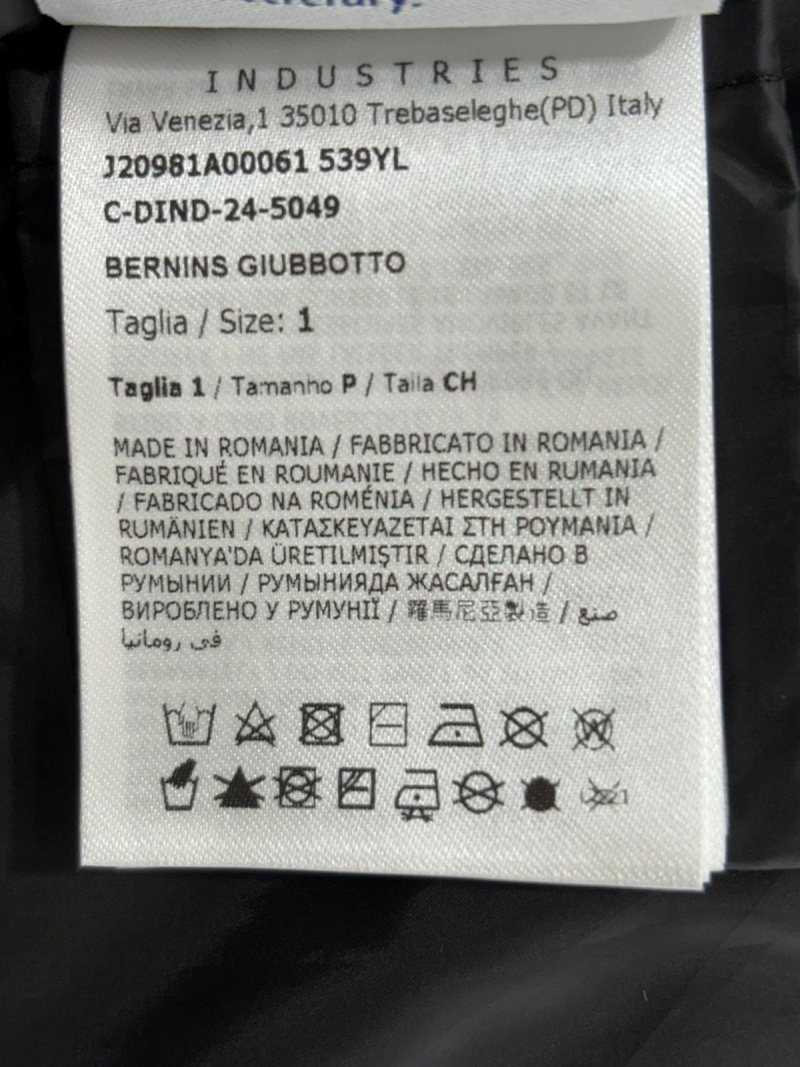 INDUSTRIES
Via Venezia,1 35010 Trebaseleghe(PD) Italy
J20981A00061 539YL
C-DIND-24-5049
BERNINS GIUBBOTTO
Taglia / Size: 1
Taglia 1 / Tamanho P / Talla CH
MADE IN ROMANIA / FABBRICATO IN ROMANIA /
FABRIQUÉ EN ROUMANIE / HECHO EN RUMANIA
/ FABRICADO NA ROMÉNIA / HERGESTELLT IN
RUMÄNIEN / ΚΑΤΑΣΚΕΥΑΖΕΤΑΙ ΣΤΗ ΡΟΥΜΑΝΙΑ /
ROMANYA'DA ÜRETILMIŞTIR / СДЕЛАНО В
РУМЫНИИ / РУМЫНИЯДА ЖАСАЛҒАН /
ВИРОБЛЕНО У РУМУНІЇ / 羅馬尼亞製造 / صنع
في رومانيا